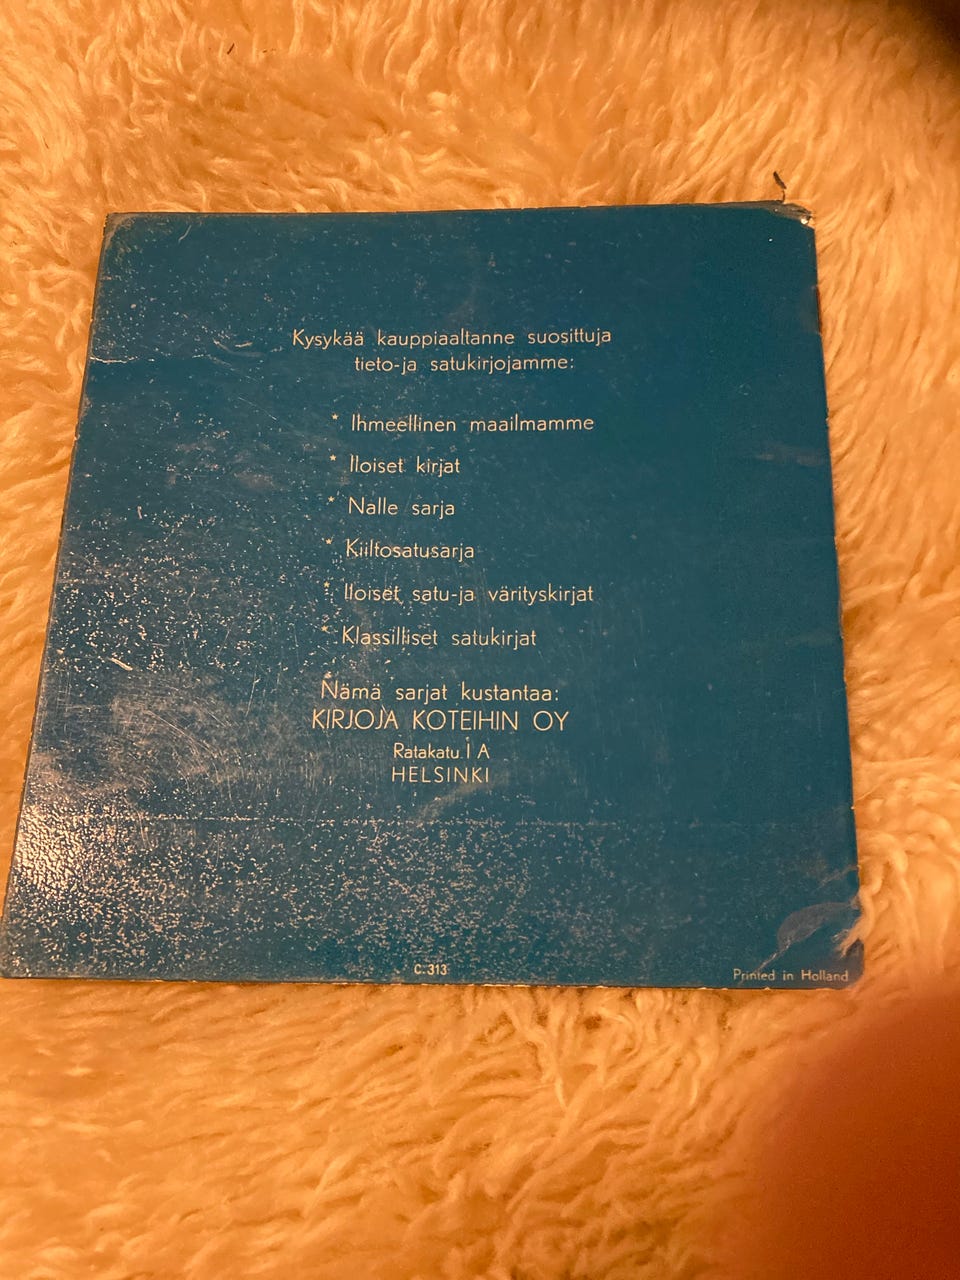 Kysykää kauppiaaltanne suosittuja
tieto-ja satukirjojamme:
* Ihmeellinen maailmamme
* Iloiset kirjat
* Nalle sarja
* Kiiltosatusarja
* Iloiset satu-ja värityskirjat
* Klassilliset satukirjat
Nämä sarjat kustantaa:
KIRJOJA KOTEIHIN OY
Ratakatu 1 A
HELSINKI
C. 313
Printed in Holland